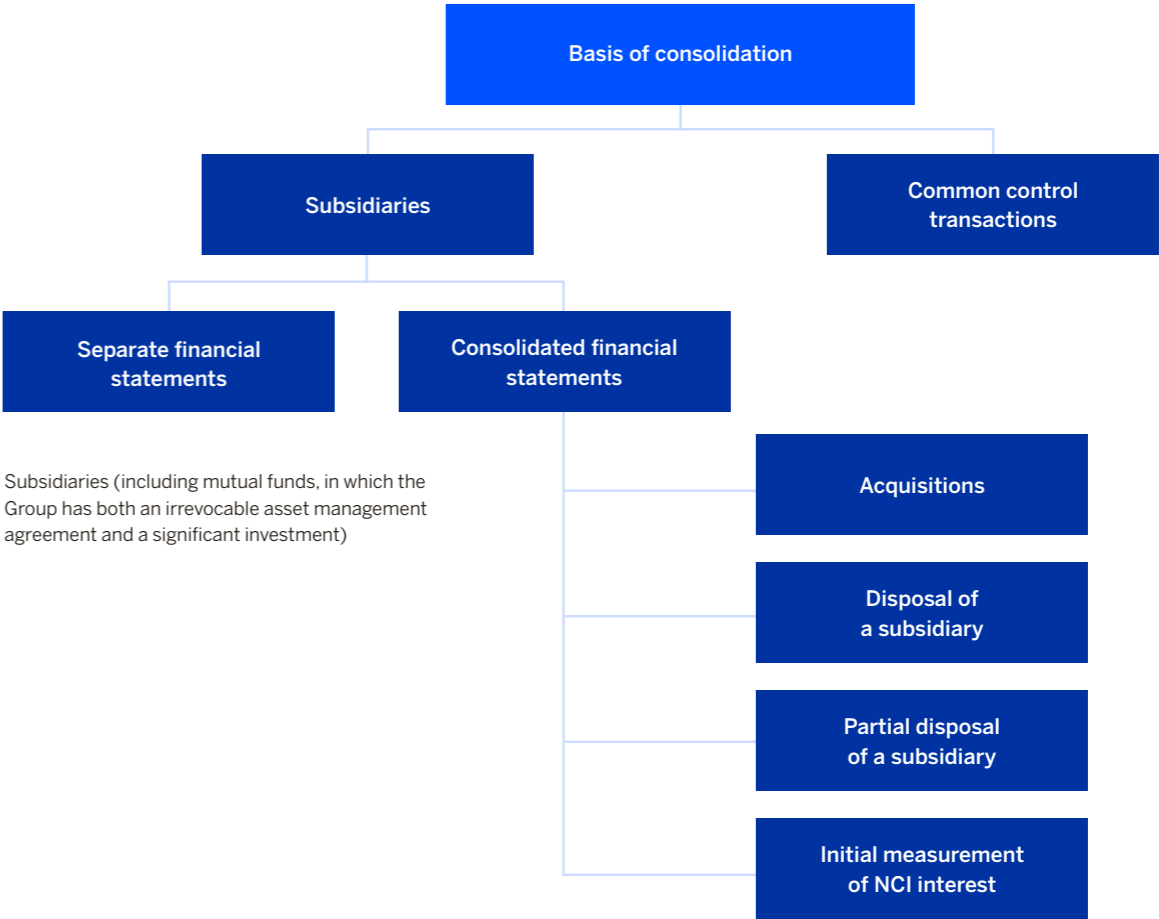 Basis of consolidation
Subsidiaries
Common control
transactions
Separate financial
statements
Consolidated financial
statements
Subsidiaries (including mutual funds, in which the
Group has both an irrevocable asset management
agreement and a significant investment)
Acquisitions
Disposal of
a subsidiary
Partial disposal
of a subsidiary
Initial measurement
of NCI interest